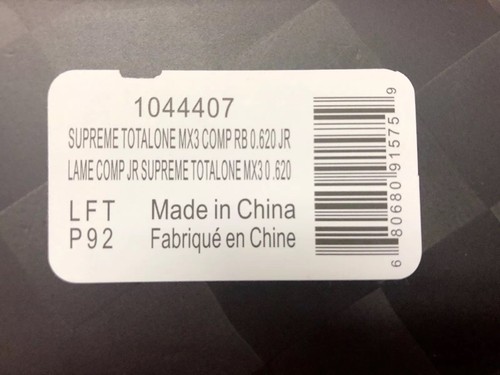 1044407
SUPREME TOTALONE MX3 COMP RB 0.620 JR
LAME COMP JR SUPREME TOTALONE MX3 0 .620
LFT Made in China
P92 Fabriqué en Chine
6 80680 91575 9